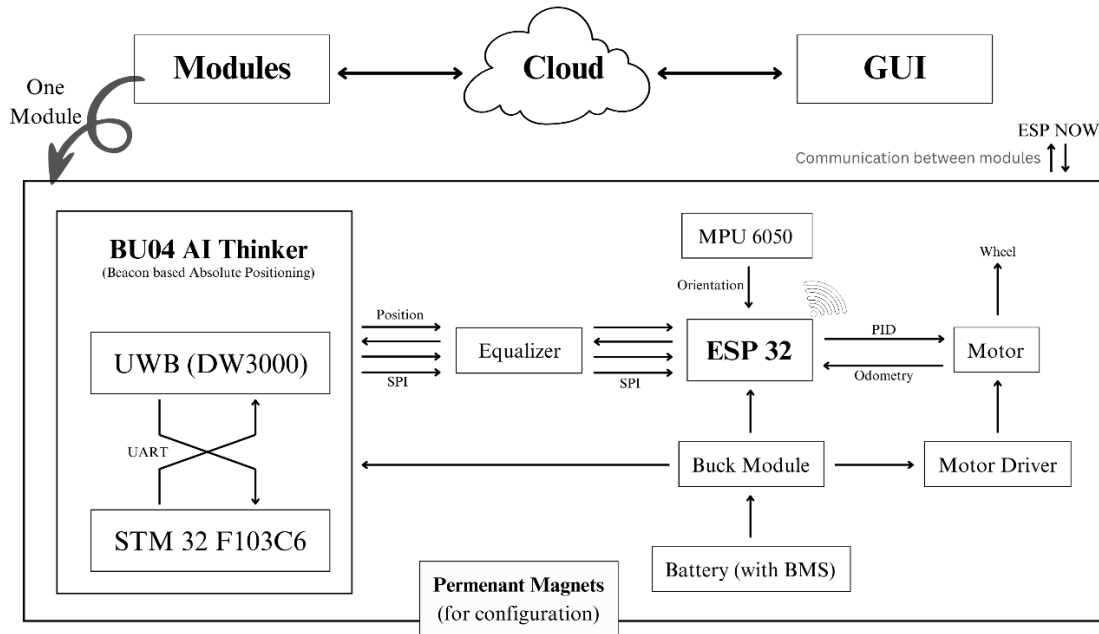 Modules
Cloud
GUI
One
Module
ESP NOW
Communication between modules
BU04 AI Thinker
(Beacon based Absolute Positioning)
UWB (DW3000)
UART
STM 32 F103C6
Position
SPI
Equalizer
SPI
MPU 6050
Orientation
ESP 32
PID
Odometry
Wheel
Motor
Buck Module
Motor Driver
Battery (with BMS)
Permenant Magnets
(for configuration)